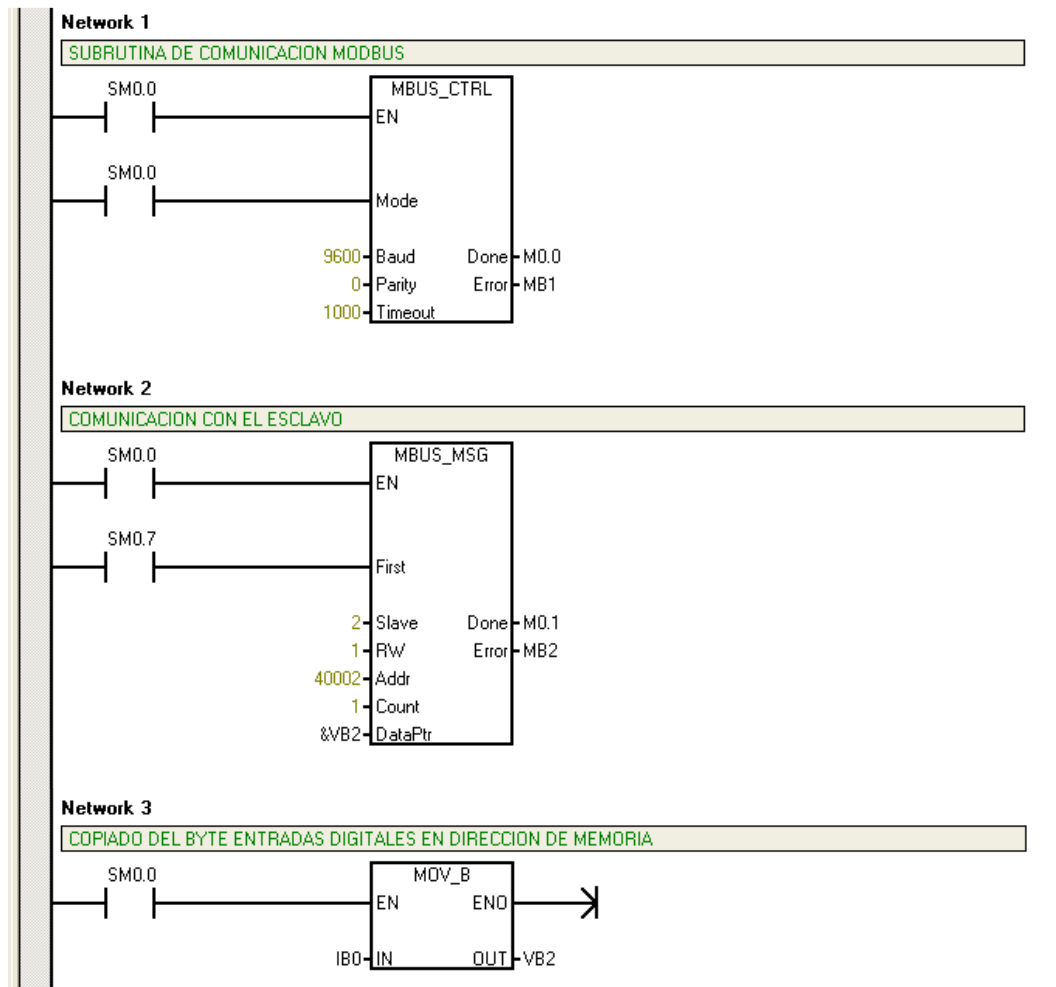 Network 1
SUBRUTINA DE COMUNICACION MODBUS
SM0.0
MBUS_CTRL
EN
SM0.0
Mode
9600 Baud Done M0.0
0 Parity Error MB1
1000 Timeout
Network 2
COMUNICACION CON EL ESCLAVO
SM0.0
MBUS_MSG
EN
SM0.7
First
2 Slave Done M0.1
1 RW Error MB2
40002 Addr
1 Count
&VB2 DataPtr
Network 3
COPIADO DEL BYTE ENTRADAS DIGITALES EN DIRECCION DE MEMORIA
SM0.0
MOV_B
EN ENO
IB0 IN OUT VB2